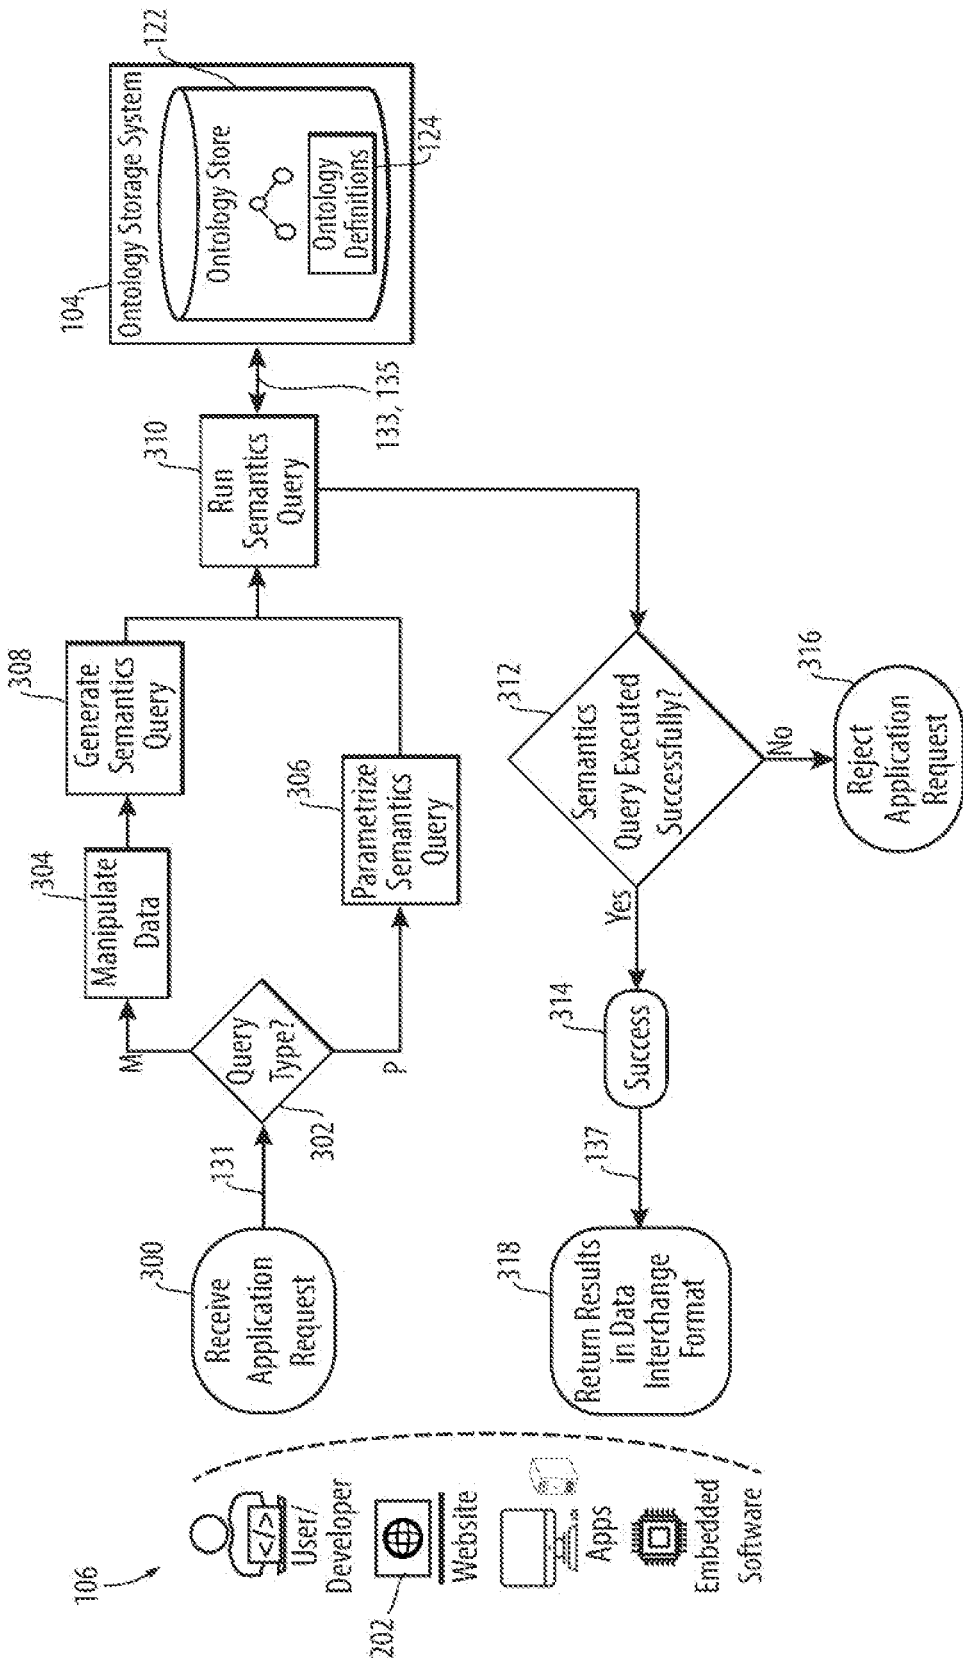 106
User/
Developer
202
Website
Apps
Embedded
Software
300
Receive
Application
Request
131
302
Query
Type?
M
P
304
Manipulate
Data
308
Generate
Semantics
Query
306
Parametrize
Semantics
Query
310
Run
Semantics
Query
133, 135
104
Ontology Storage System
122
Ontology Store
Ontology
Definitions
124
312
Semantics
Query Executed
Successfully?
Yes
No
314
Success
316
Reject
Application
Request
137
318
Return Results
in Data
Interchange
Format